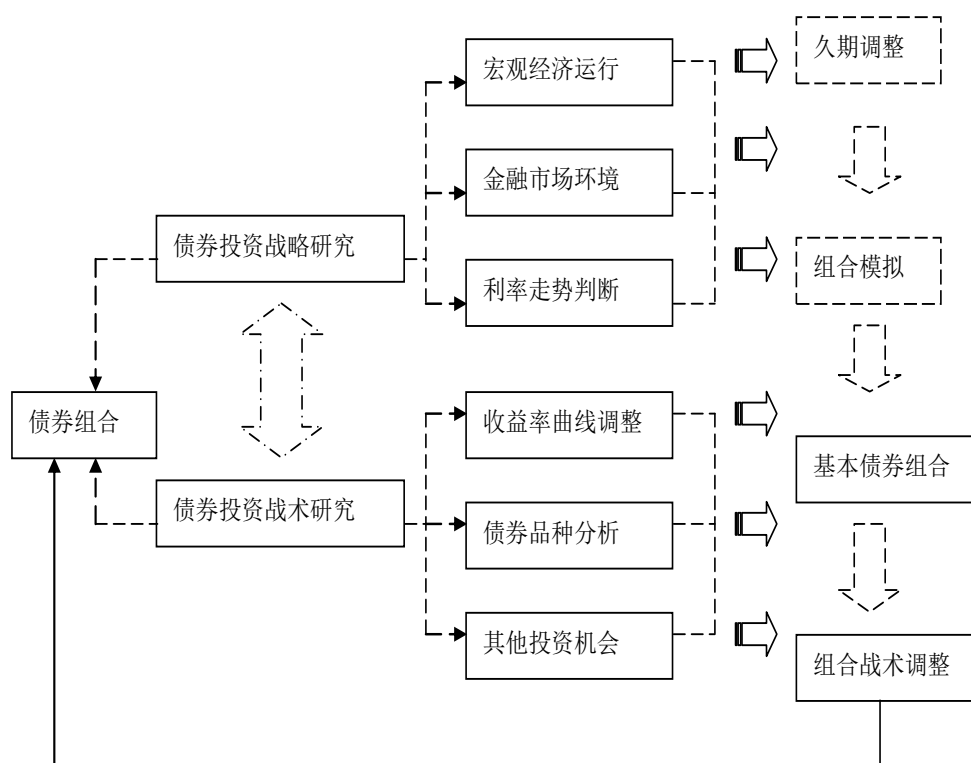 宏观经济运行
久期调整
金融市场环境
债券投资战略研究
组合模拟
利率走势判断
债券组合
收益率曲线调整
基本债券组合
债券投资战术研究
债券品种分析
其他投资机会
组合战术调整